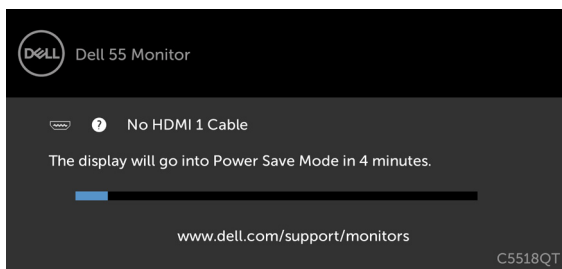 DELL
Dell 55 Monitor
? No HDMI 1 Cable
The display will go into Power Save Mode in 4 minutes.
www.dell.com/support/monitors
C5518QT